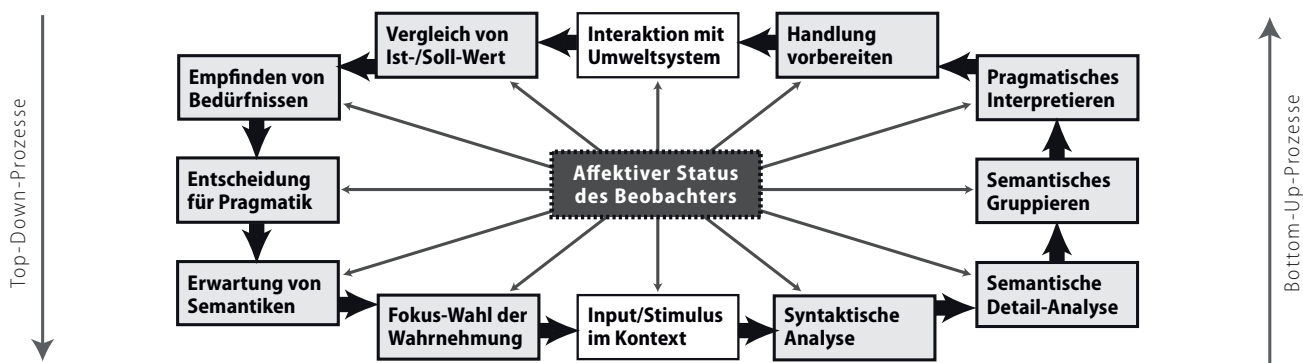 Top-Down-Prozesse
Vergleich von
Ist-/Soll-Wert
Interaktion mit
Umweltsystem
Handlung
vorbereiten
Empfinden von
Bedürfnissen
Pragmatisches
Interpretieren
Entscheidung
für Pragmatik
Affektiver Status
des Beobachters
Semantisches
Gruppieren
Erwartung von
Semantiken
Semantische
Detail-Analyse
Fokus-Wahl der
Wahrnehmung
Input/Stimulus
im Kontext
Syntaktische
Analyse
Bottom-Up-Prozesse